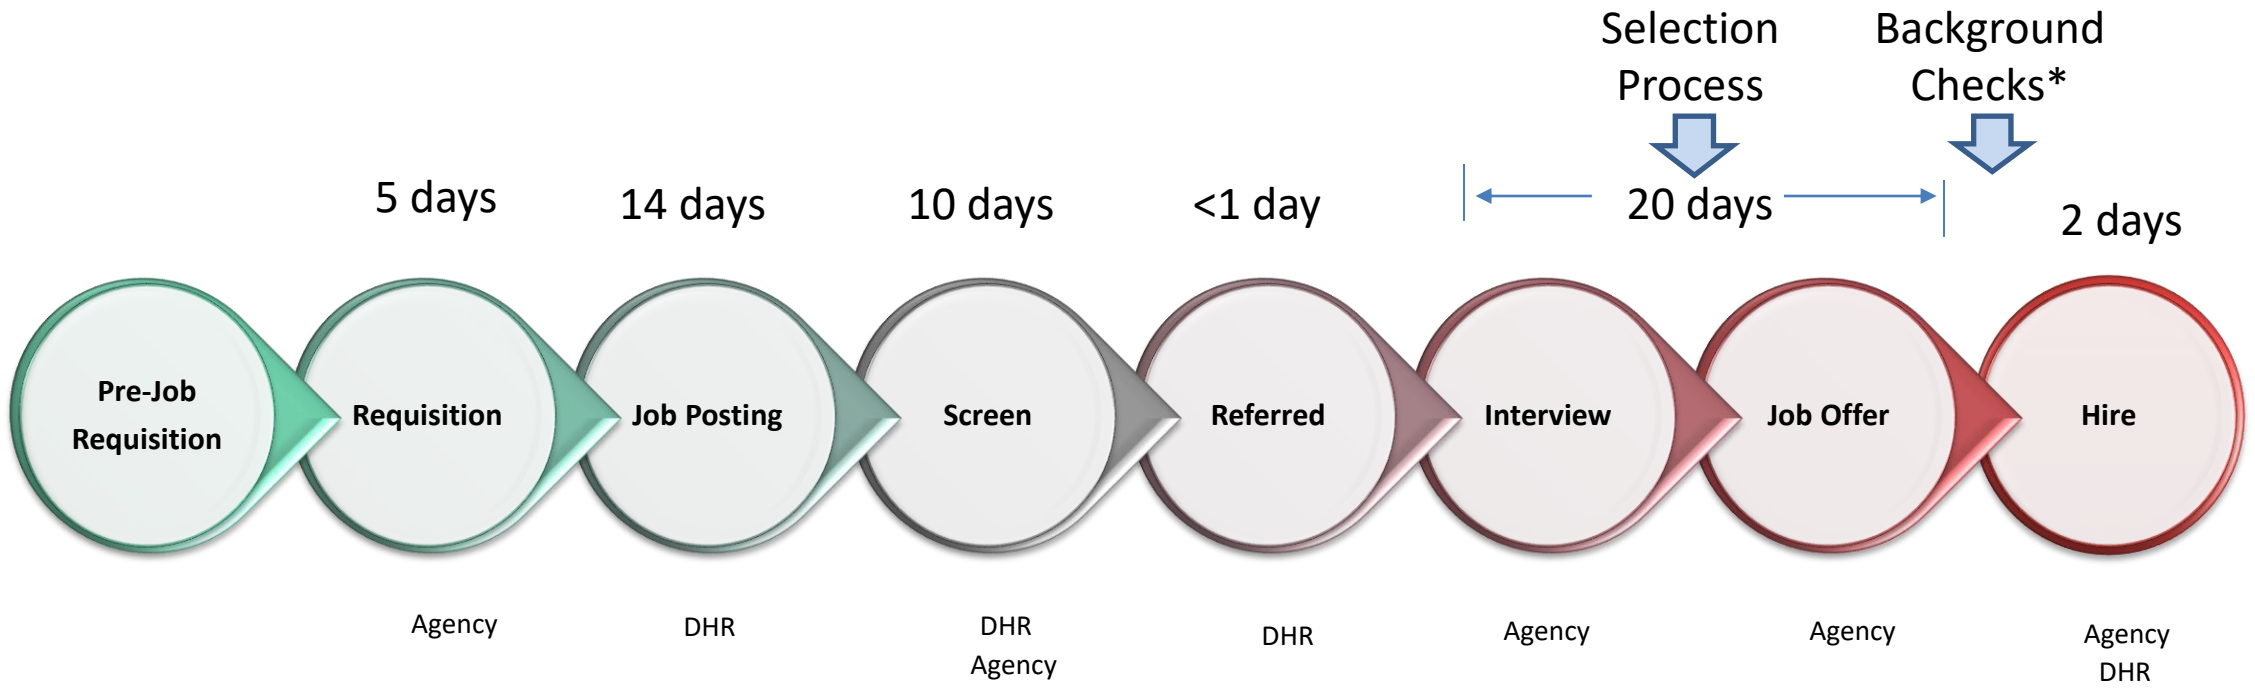 Selection
Process
Background
Checks*
5 days
14 days
10 days
<1 day
20 days
2 days
Pre-Job
Requisition
Requisition
Job Posting
Screen
Referred
Interview
Job Offer
Hire
Agency
DHR
DHR
Agency
DHR
Agency
Agency
Agency
DHR